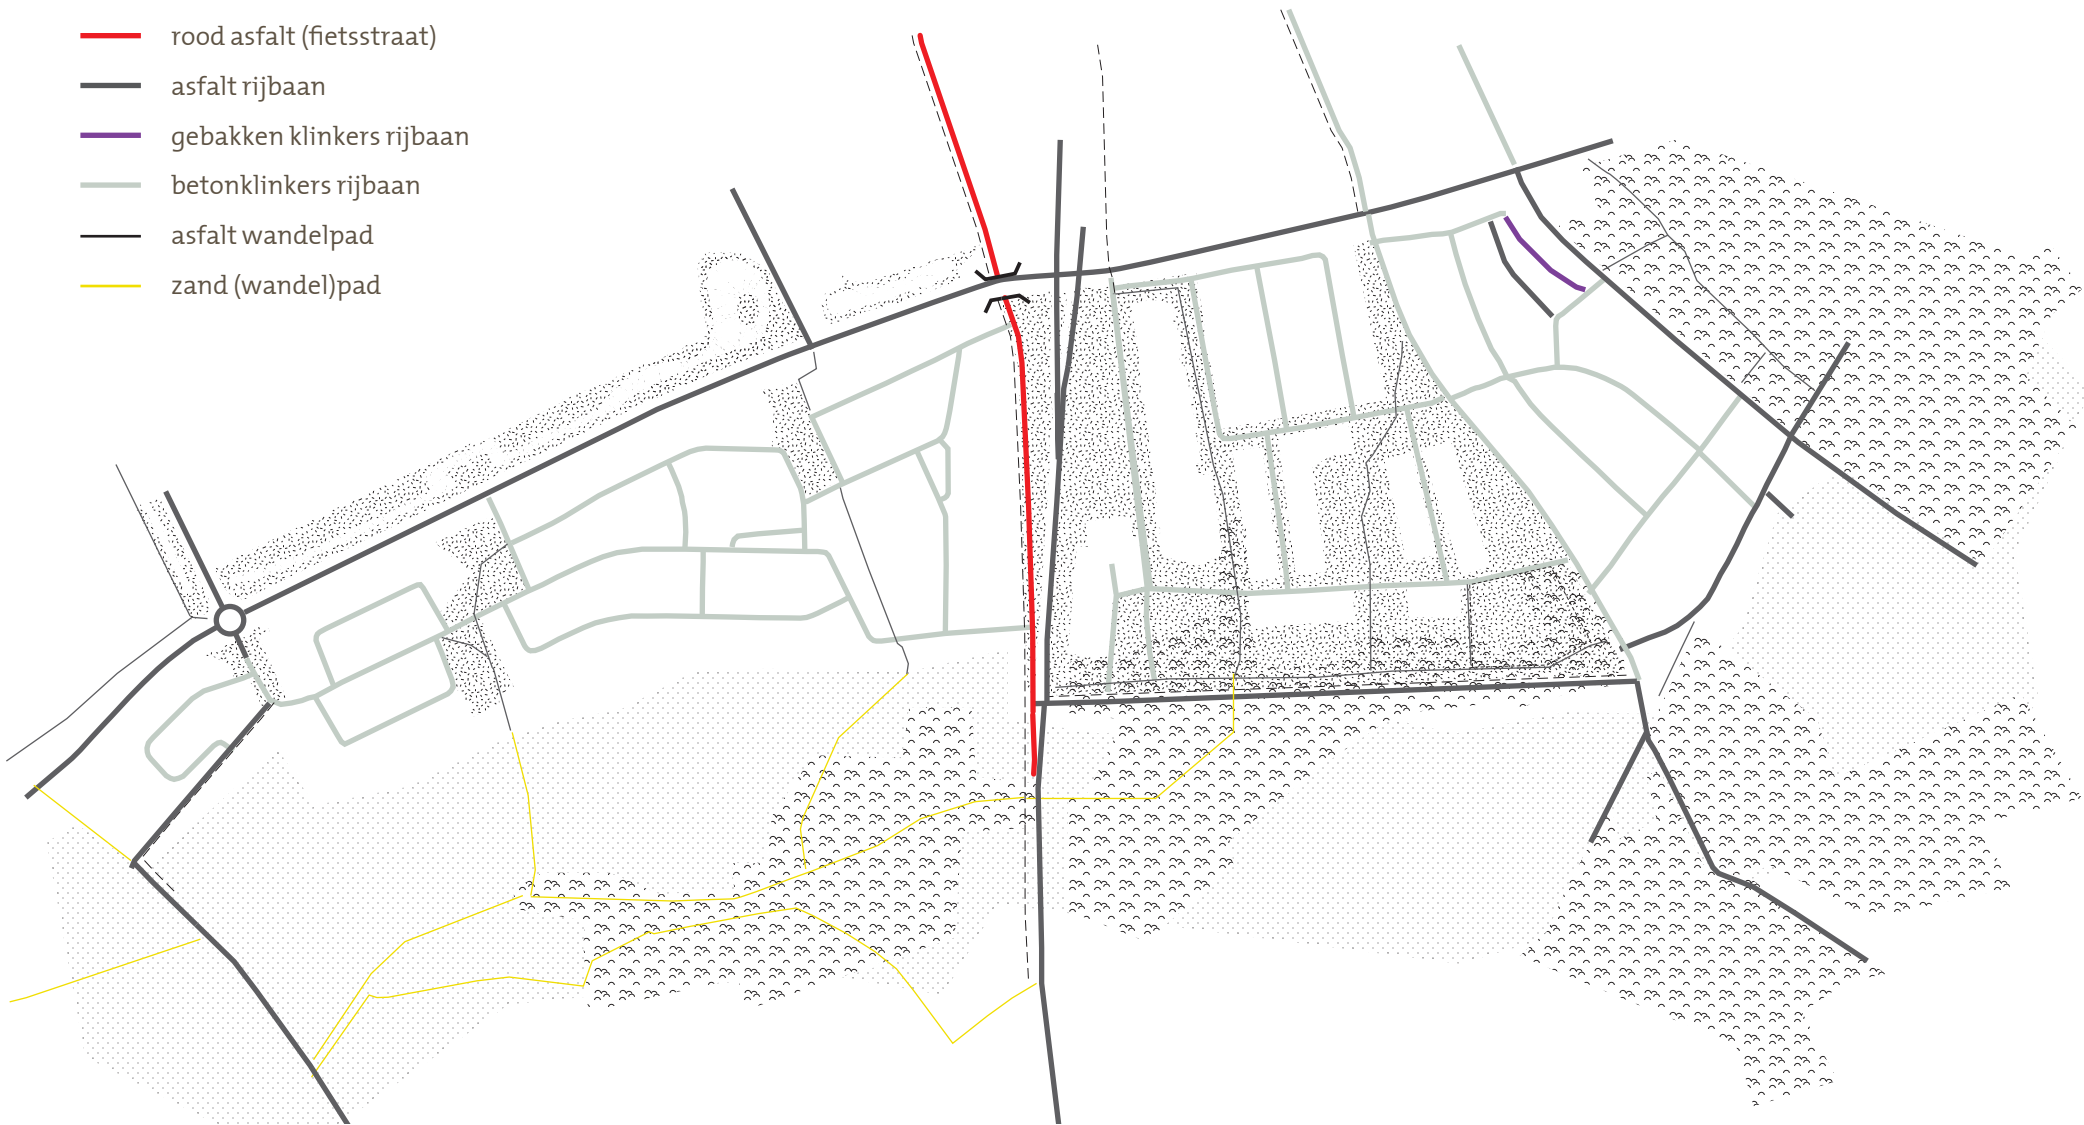 rood asfalt (fietsstraat)
asfalt rijbaan
gebakken klinkers rijbaan
betonklinkers rijbaan
asfalt wandelpad
zand (wandel)pad